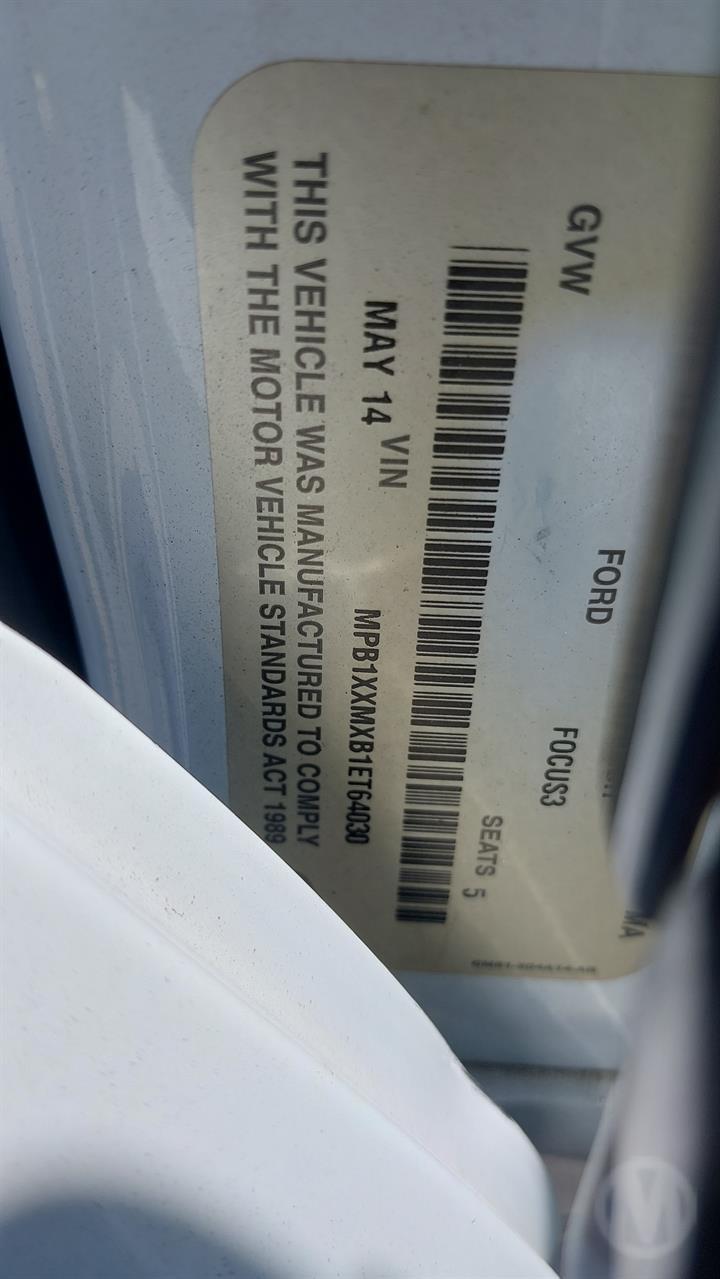 FORD
GVW
FOCUS3
SEATS 5
VIN
MAY 14
MPB1XXMXB1ET64030
THIS VEHICLE WAS MANUFACTURED TO COMPLY
WITH THE MOTOR VEHICLE STANDARDS ACT 1989